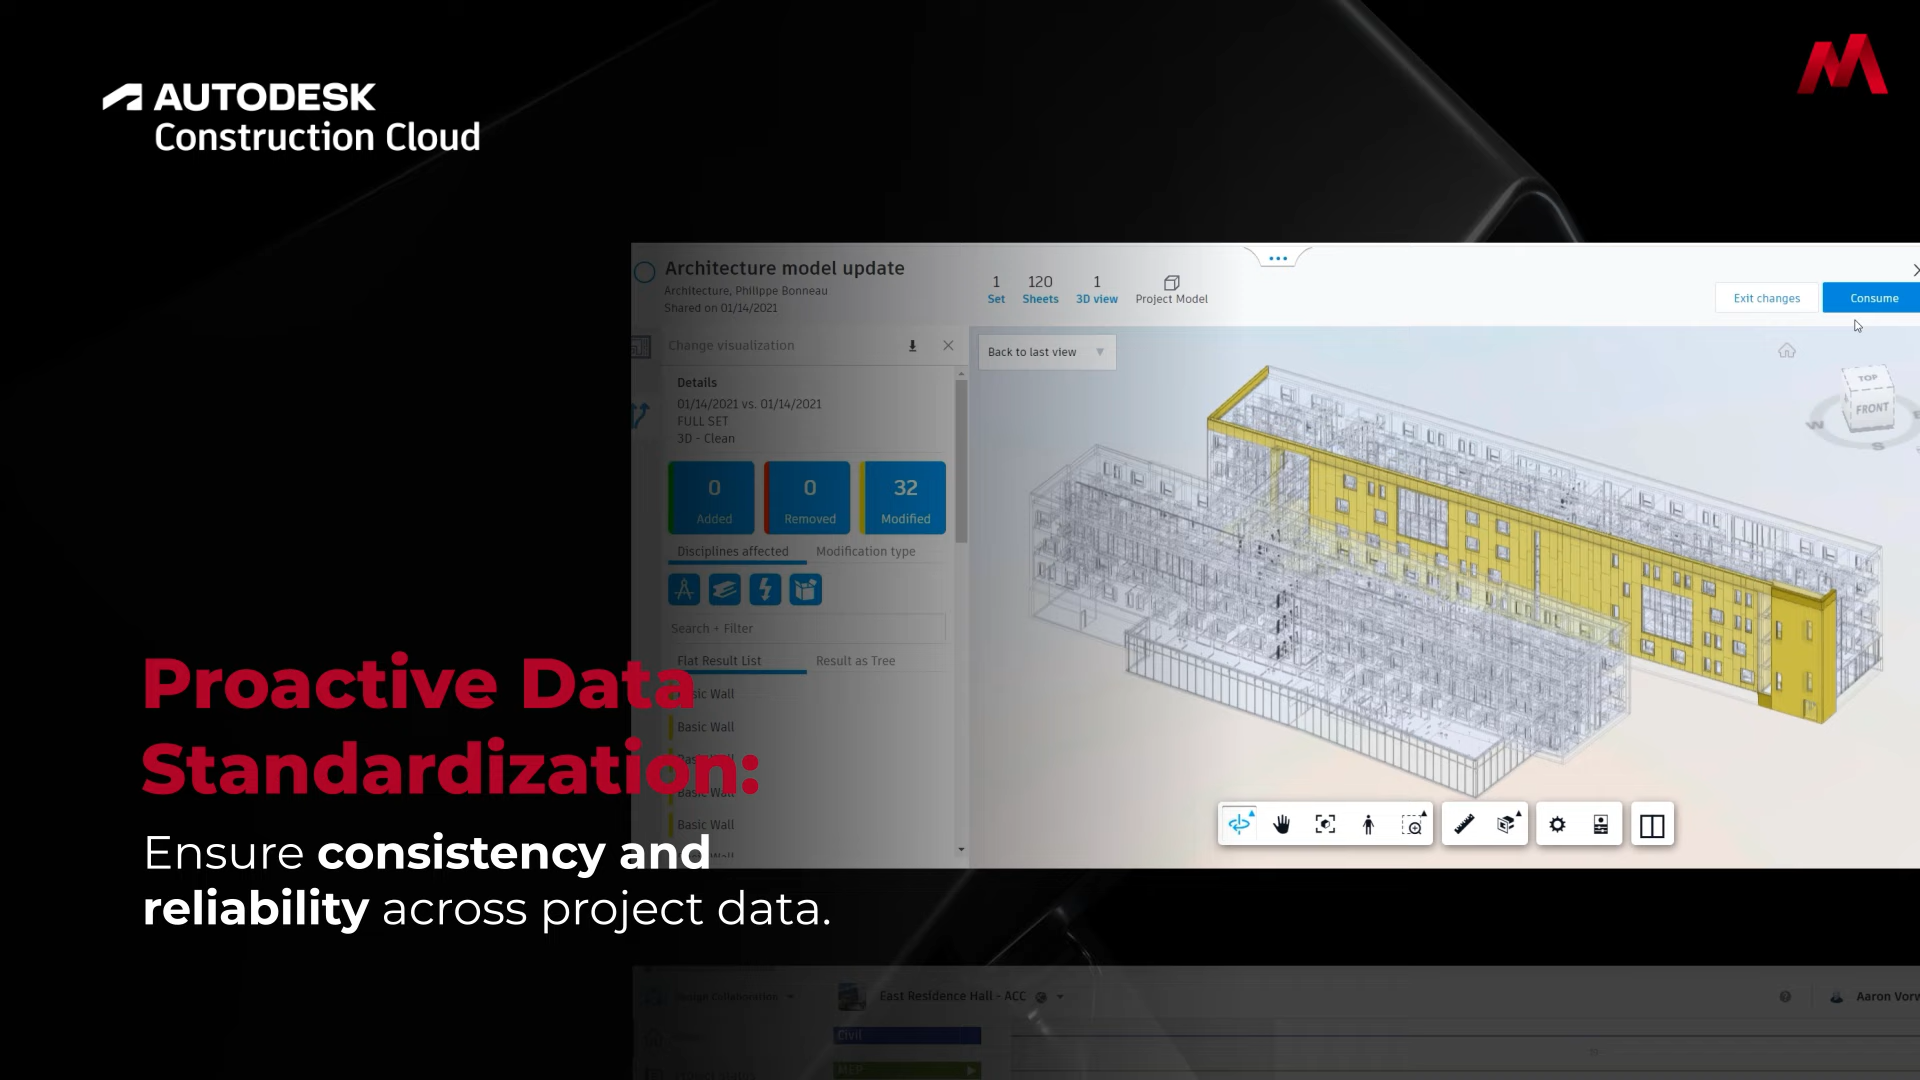 AUTODESK
Construction Cloud
Architecture model update
Architecture, Philippe Bonneau
Shared on 01/14/2021
1 120 1
Set Sheets 3D view Project Model
Exit changes
Consume
Change visualization
Back to last view
Details
01/14/2021 vs. 01/14/2021
FULL SET
3D - Clean
0 0 32
Added Removed Modified
Disciplines affected Modification type
Search + Filter
Flat Result List Result as Tree
Basic Wall
Basic Wall
Basic Wall
TOP
FRONT
W
S
Proactive Data
Standardization:
Ensure consistency and
reliability across project data.
Design Collaboration
East Residence Hall - ACC
Aaron
Civil
MEP